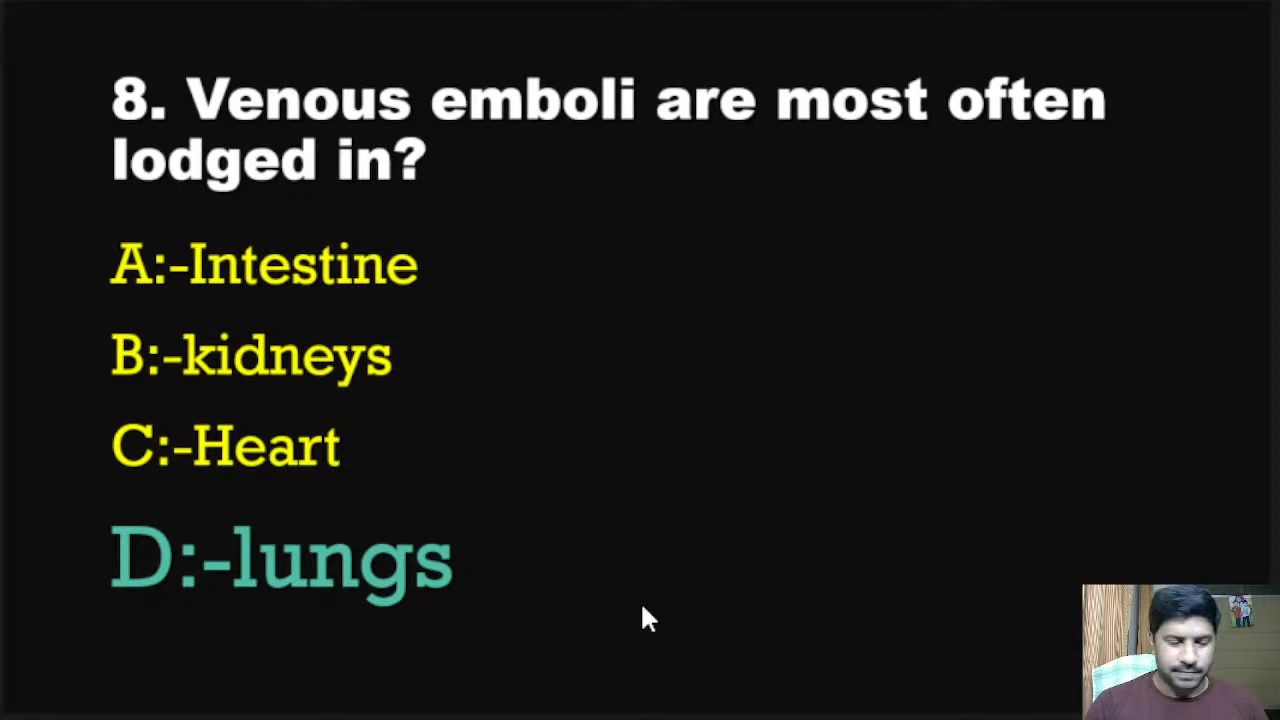 8. Venous emboli are most often
lodged in?
A:-Intestine
B:-kidneys
C:-Heart
D:-lungs